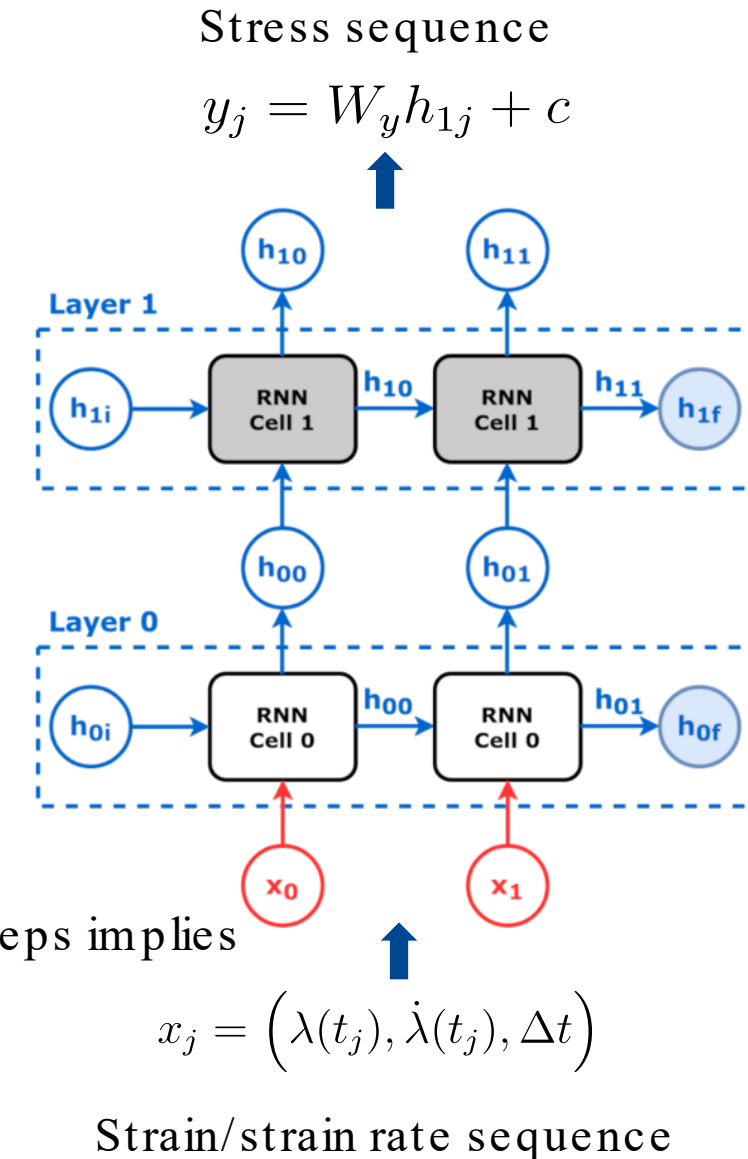 Stress sequence
y_j = W_y h_{1j} + c
h10 h11
Layer 1
h1i RNN Cell 1 h10 RNN Cell 1 h11 h1f
h00 h01
Layer 0
h0i RNN Cell 0 h00 RNN Cell 0 h01 h0f
x0 x1
eps implies
x_j = (λ(t_j), λ̇(t_j), Δt)
Strain/strain rate sequence